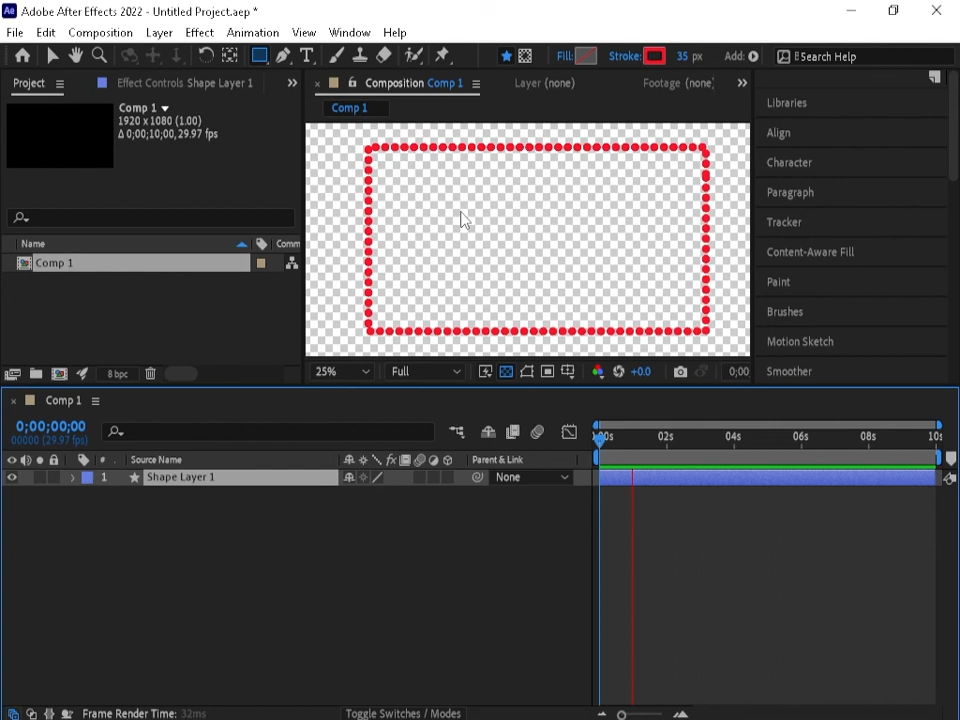 Ae Adobe After Effects 2022 - Untitled Project.aep *
File Edit Composition Layer Effect Animation View Window Help
Fill: Stroke: 35 px Add: Search Help
Project Effect Controls Shape Layer 1 Composition Comp 1 Layer (none) Footage (none)
Comp 1
1920 x 1080 (1.00)
Δ 0;00;10;00, 29.97 fps
Comp 1
Libraries
Align
Character
Paragraph
Tracker
Content-Aware Fill
Paint
Brushes
Motion Sketch
Smoother
Name Comm
Comp 1
8 bpc
25% Full +0.0 0;00
Comp 1
0;00;00;00
00000 (29.97 fps)
:00s 02s 04s 06s 08s 10s
# Source Name fx Parent & Link
1 Shape Layer 1 None
Frame Render Time: 32ms Toggle Switches / Modes